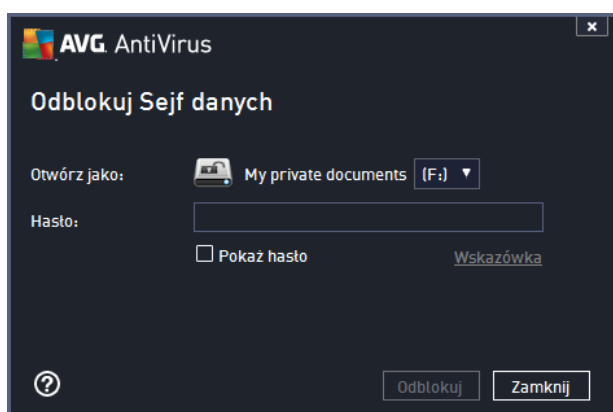 AVG. AntiVirus
Odblokuj Sejf danych
Otwórz jako: My private documents (F:)
Hasło:
Pokaż hasło Wskazówka
Odblokuj Zamknij